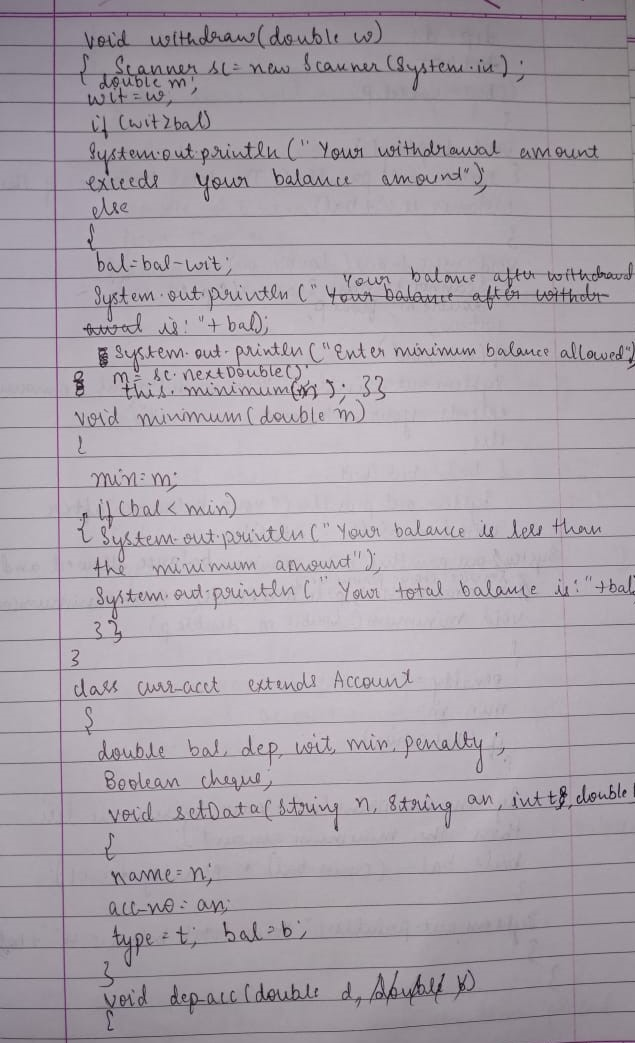 void withdraw(double w)
{ Scanner sc = new Scanner(System.in);
double m;
wit = w;
if (wit>bal)
System.out.println(" Your withdrawal amount
exceeds your balance amount");
else
{
bal=bal-wit;
System.out.println(" Your balance after withdrawal
is: "+ bal);
System.out.println("Enter minimum balance allowed");
m = sc.nextDouble();
this.minimum(m); }}
void minimum(double m)
{
min=m;
if(bal < min)
{ System.out.println(" Your balance is less than
the minimum amount");
System.out.println(" Your total balance is:"+bal
}}
}
class curr-acct extends Account
{
double bal, dep, wit, min, penalty;
Boolean cheque;
void setData(String n, String an, int t, double
{
name=n;
acc-no=an;
type=t; bal=b;
}
void dep-acc(double d,
{